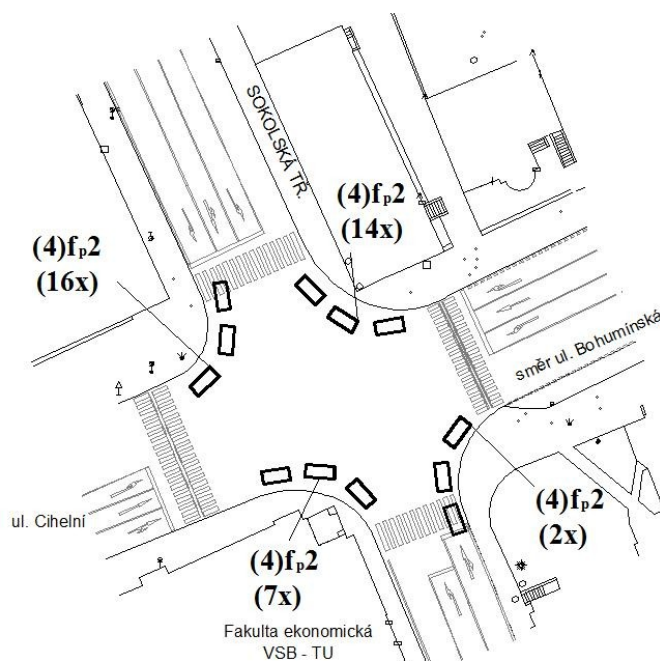 SOKOLSKÁ TŘ.
(4)fp2
(14x)
(4)fp2
(16x)
směr ul. Bohumínská
ul. Cihelní
(4)fp2
(2x)
(4)fp2
(7x)
Fakulta ekonomická
VSB - TU